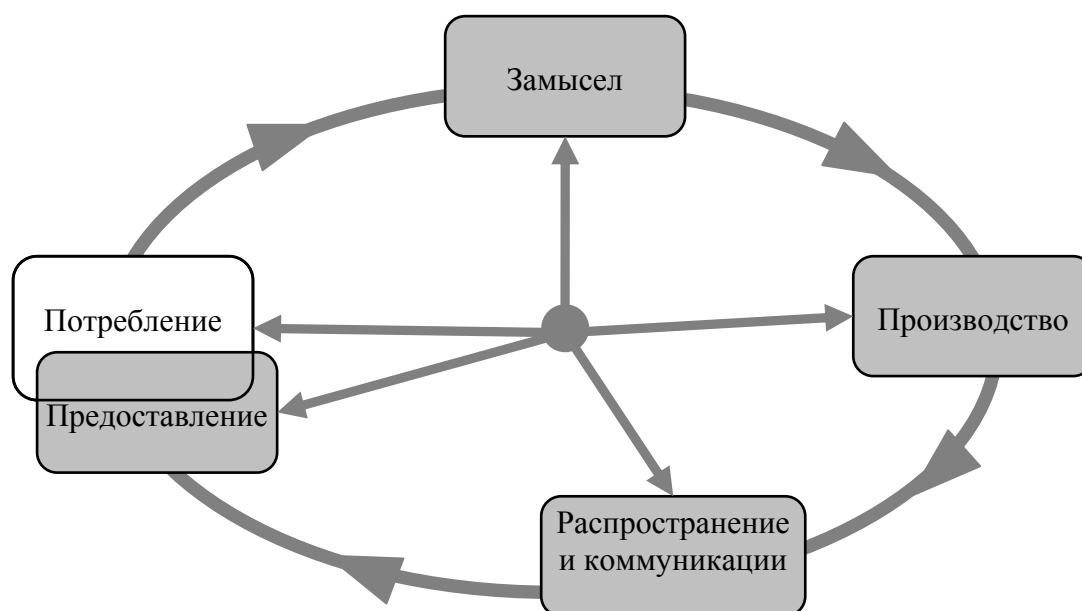 Замысел
Потребление
Производство
Предоставление
Распространение
и коммуникации